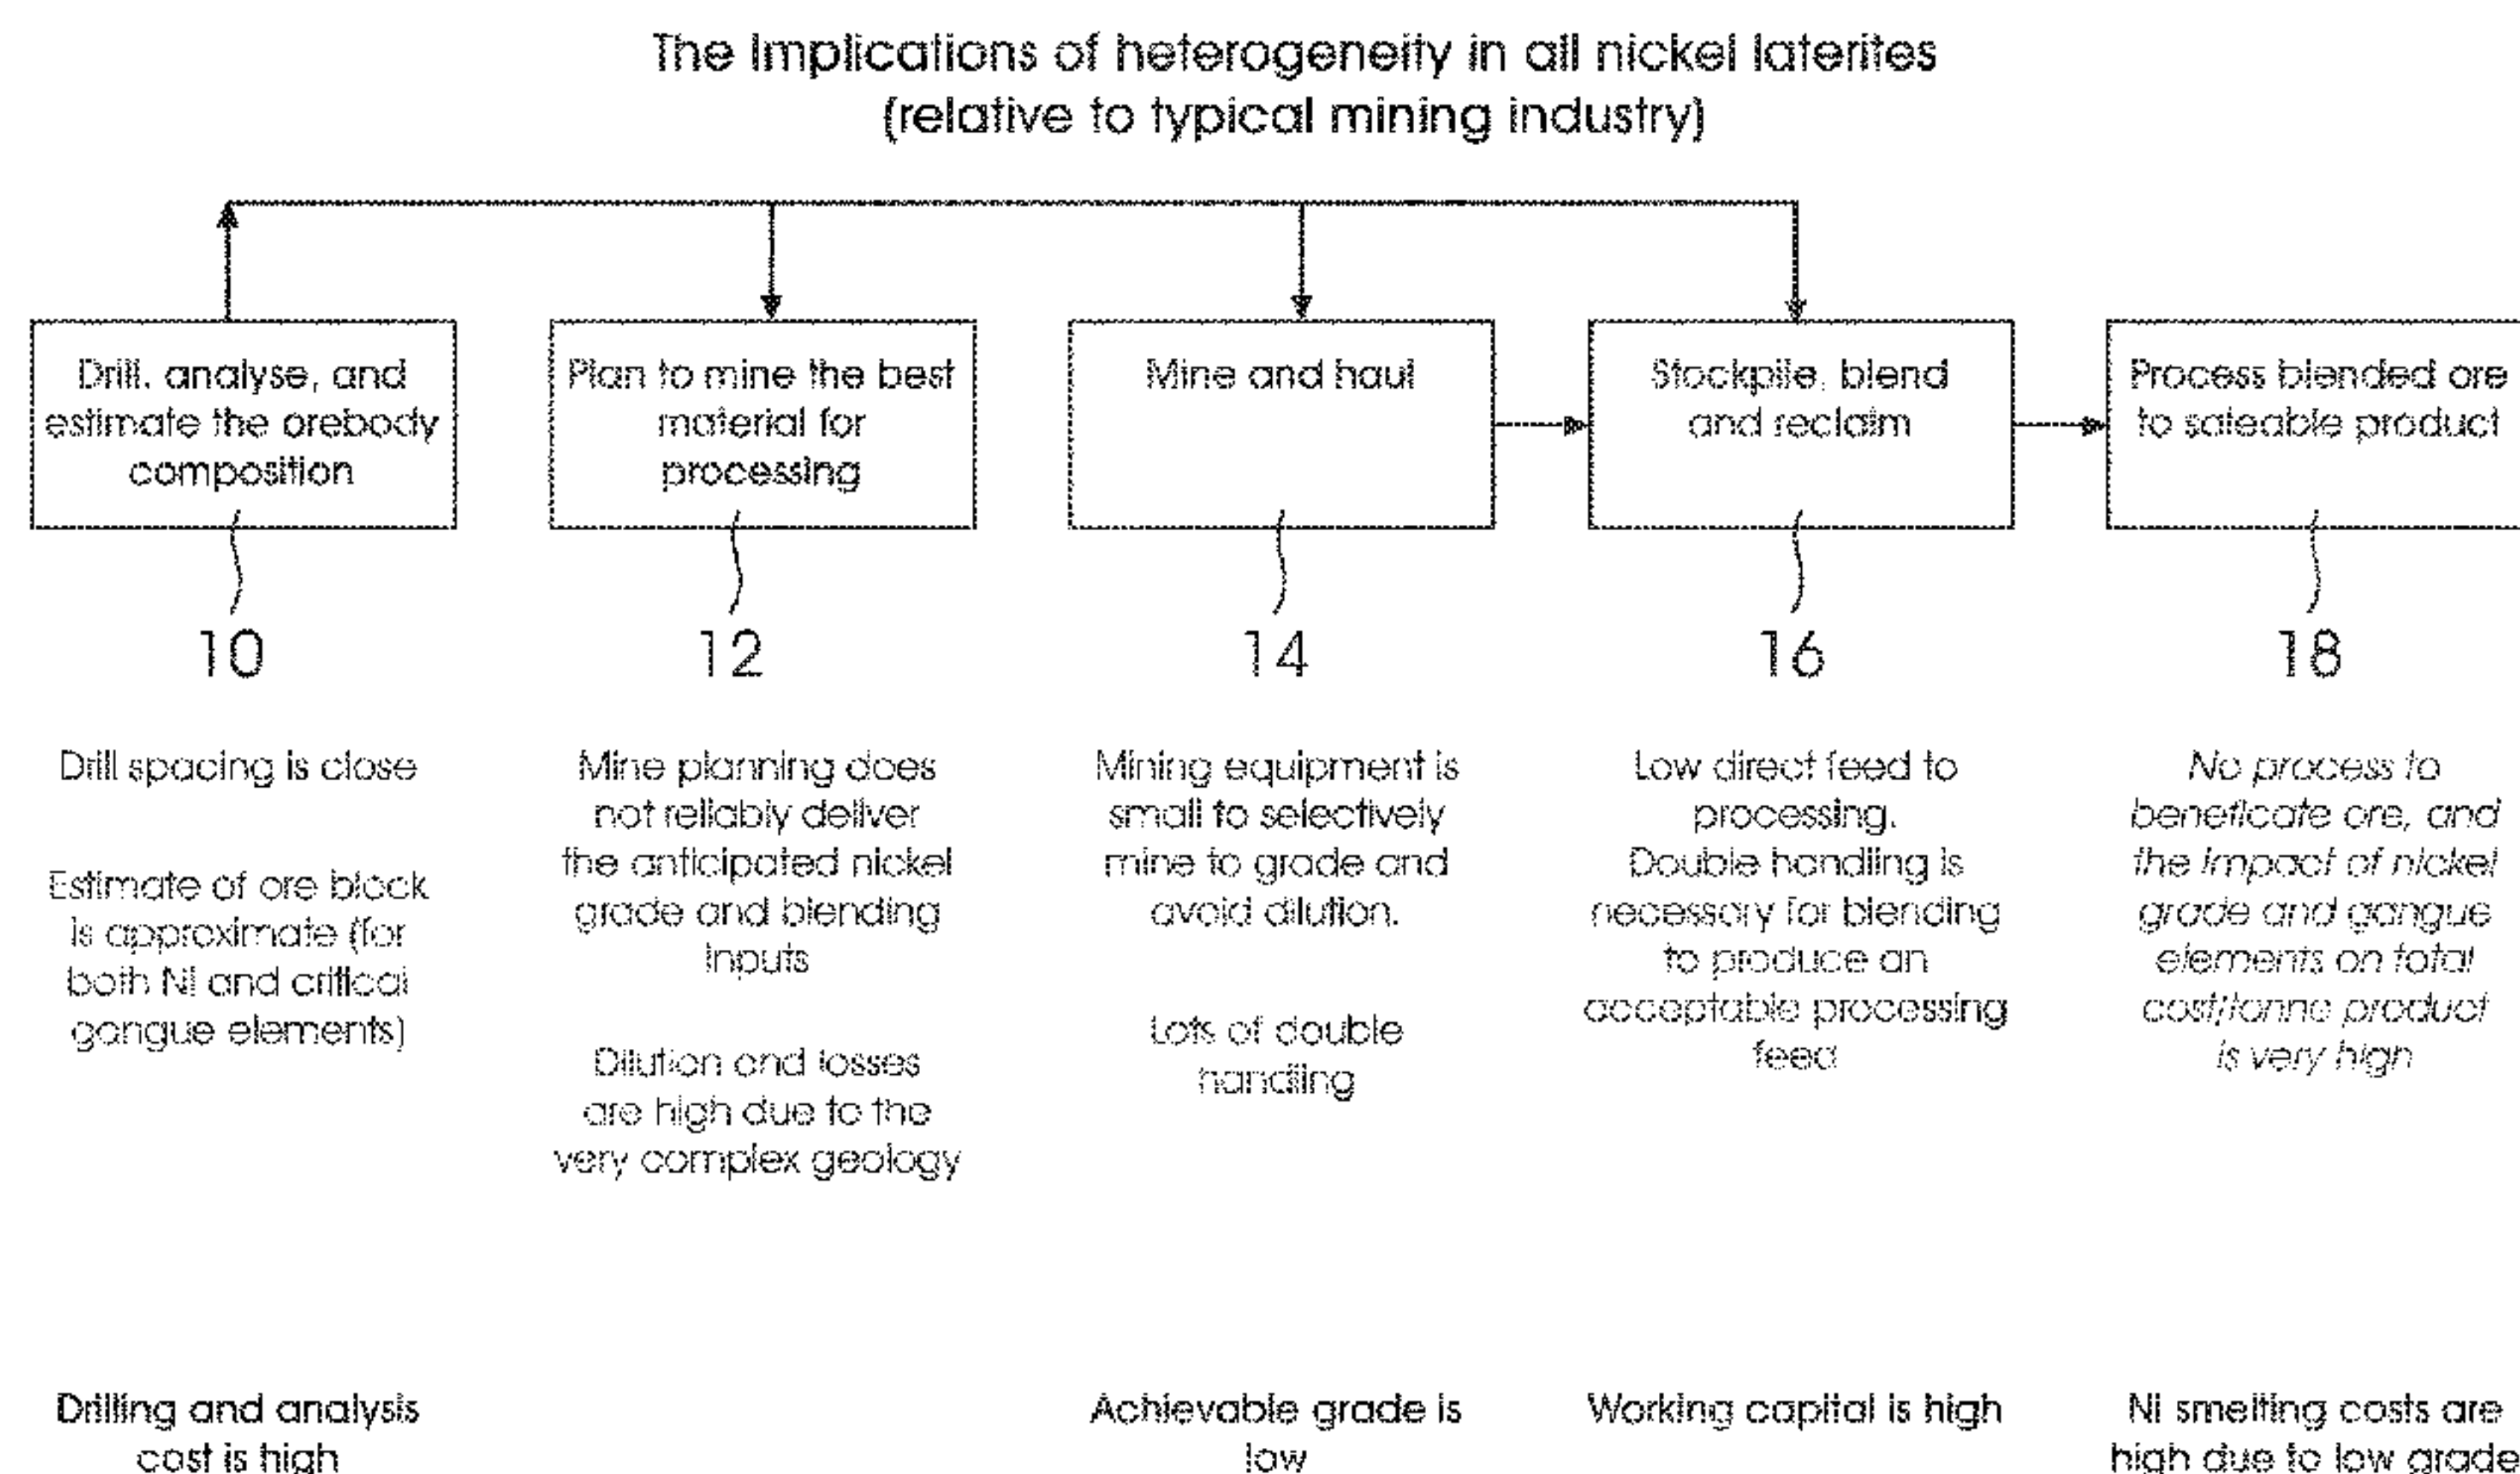 The Implications of heterogeneity in all nickel laterites
(relative to typical mining industry)
Drill, analyse, and
estimate the orebody
composition
Plan to mine the best
material for
processing
Mine and haul
Stockpile, blend
and reclaim
Process blended ore
to saleable product
10
12
14
16
18
Drill spacing is close
Estimate of ore block
is approximate (for
both Ni and critical
gangue elements)
Mine planning does
not reliably deliver
the anticipated nickel
grade and blending
inputs
Dilution and losses
are high due to the
very complex geology
Mining equipment is
small to selectively
mine to grade and
avoid dilution.
Lots of double
handling
Low direct feed to
processing.
Double handling is
necessary for blending
to produce an
acceptable processing
feed
No process to
beneficate ore, and
the impact of nickel
grade and gangue
elements on total
cost/tonne product
is very high
Drilling and analysis
cost is high
Achievable grade is
low
Working capital is high
Ni smelting costs are
high due to low grade